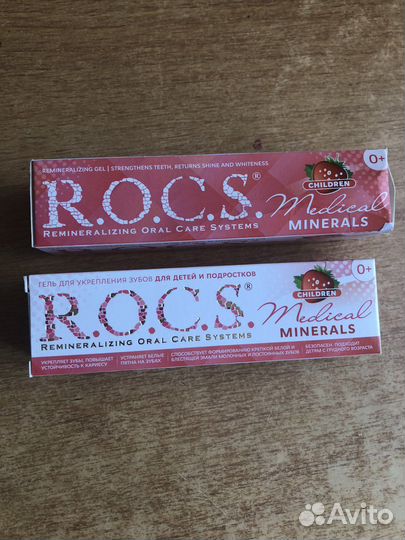 REMINERALIZING GEL | STRENGTHENS TEETH, RETURNS SHINE AND WHITENESS
0+
R.O.C.S.®
CHILDREN
Medical
MINERALS
REMINERALIZING ORAL CARE SYSTEMS
ГЕЛЬ ДЛЯ УКРЕПЛЕНИЯ ЗУБОВ ДЛЯ ДЕТЕЙ И ПОДРОСТКОВ
0+
R.O.C.S.®
CHILDREN
Medical
MINERALS
REMINERALIZING ORAL CARE SYSTEMS
УКРЕПЛЯЕТ ЗУБЫ, ПОВЫШАЕТ
УСТОЙЧИВОСТЬ К КАРИЕСУ
УСТРАНЯЕТ БЕЛЫЕ
ПЯТНА НА ЗУБАХ
СПОСОБСТВУЕТ ФОРМИРОВАНИЮ КРЕПКОЙ БЕЛОЙ И
БЛЕСТЯЩЕЙ ЭМАЛИ МОЛОЧНЫХ И ПОСТОЯННЫХ ЗУБОВ
БЕЗОПАСЕН, ПОДХОДИТ
ДЕТЯМ С ГРУДНОГО ВОЗРАСТА
Avito